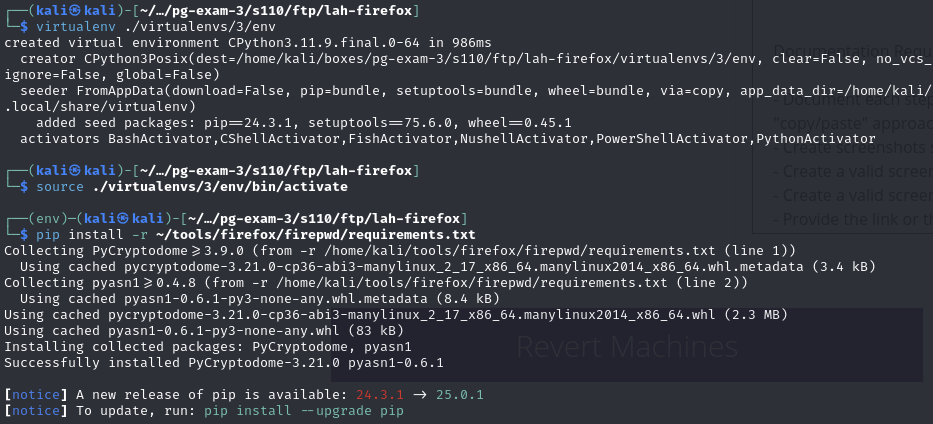 ┌──(kali㉿kali)-[~/…/pg-exam-3/s110/ftp/lah-firefox]
└─$ virtualenv ./virtualenvs/3/env
created virtual environment CPython3.11.9.final.0-64 in 986ms
  creator CPython3Posix(dest=/home/kali/boxes/pg-exam-3/s110/ftp/lah-firefox/virtualenvs/3/env, clear=False, no_vcs_
ignore=False, global=False)
  seeder FromAppData(download=False, pip=bundle, setuptools=bundle, wheel=bundle, via=copy, app_data_dir=/home/kali/
.local/share/virtualenv)
    added seed packages: pip==24.3.1, setuptools==75.6.0, wheel==0.45.1
  activators BashActivator,CShellActivator,FishActivator,NushellActivator,PowerShellActivator,PythonActivator
┌──(kali㉿kali)-[~/…/pg-exam-3/s110/ftp/lah-firefox]
└─$ source ./virtualenvs/3/env/bin/activate
┌──(env)─(kali㉿kali)-[~/…/pg-exam-3/s110/ftp/lah-firefox]
└─$ pip install -r ~/tools/firefox/firepwd/requirements.txt
Collecting PyCryptodome>=3.9.0 (from -r /home/kali/tools/firefox/firepwd/requirements.txt (line 1))
  Using cached pycryptodome-3.21.0-cp36-abi3-manylinux_2_17_x86_64.manylinux2014_x86_64.whl.metadata (3.4 kB)
Collecting pyasn1>=0.4.8 (from -r /home/kali/tools/firefox/firepwd/requirements.txt (line 2))
  Using cached pyasn1-0.6.1-py3-none-any.whl.metadata (8.4 kB)
Using cached pycryptodome-3.21.0-cp36-abi3-manylinux_2_17_x86_64.manylinux2014_x86_64.whl (2.3 MB)
Using cached pyasn1-0.6.1-py3-none-any.whl (83 kB)
Installing collected packages: PyCryptodome, pyasn1
Successfully installed PyCryptodome-3.21.0 pyasn1-0.6.1
[notice] A new release of pip is available: 24.3.1 -> 25.0.1
[notice] To update, run: pip install --upgrade pip
Documentation Requ
- Document each step
"copy/paste" approac
- Create screenshots s
- Create a valid screen
- Create a valid screen
- Provide the link or th
Revert Machines